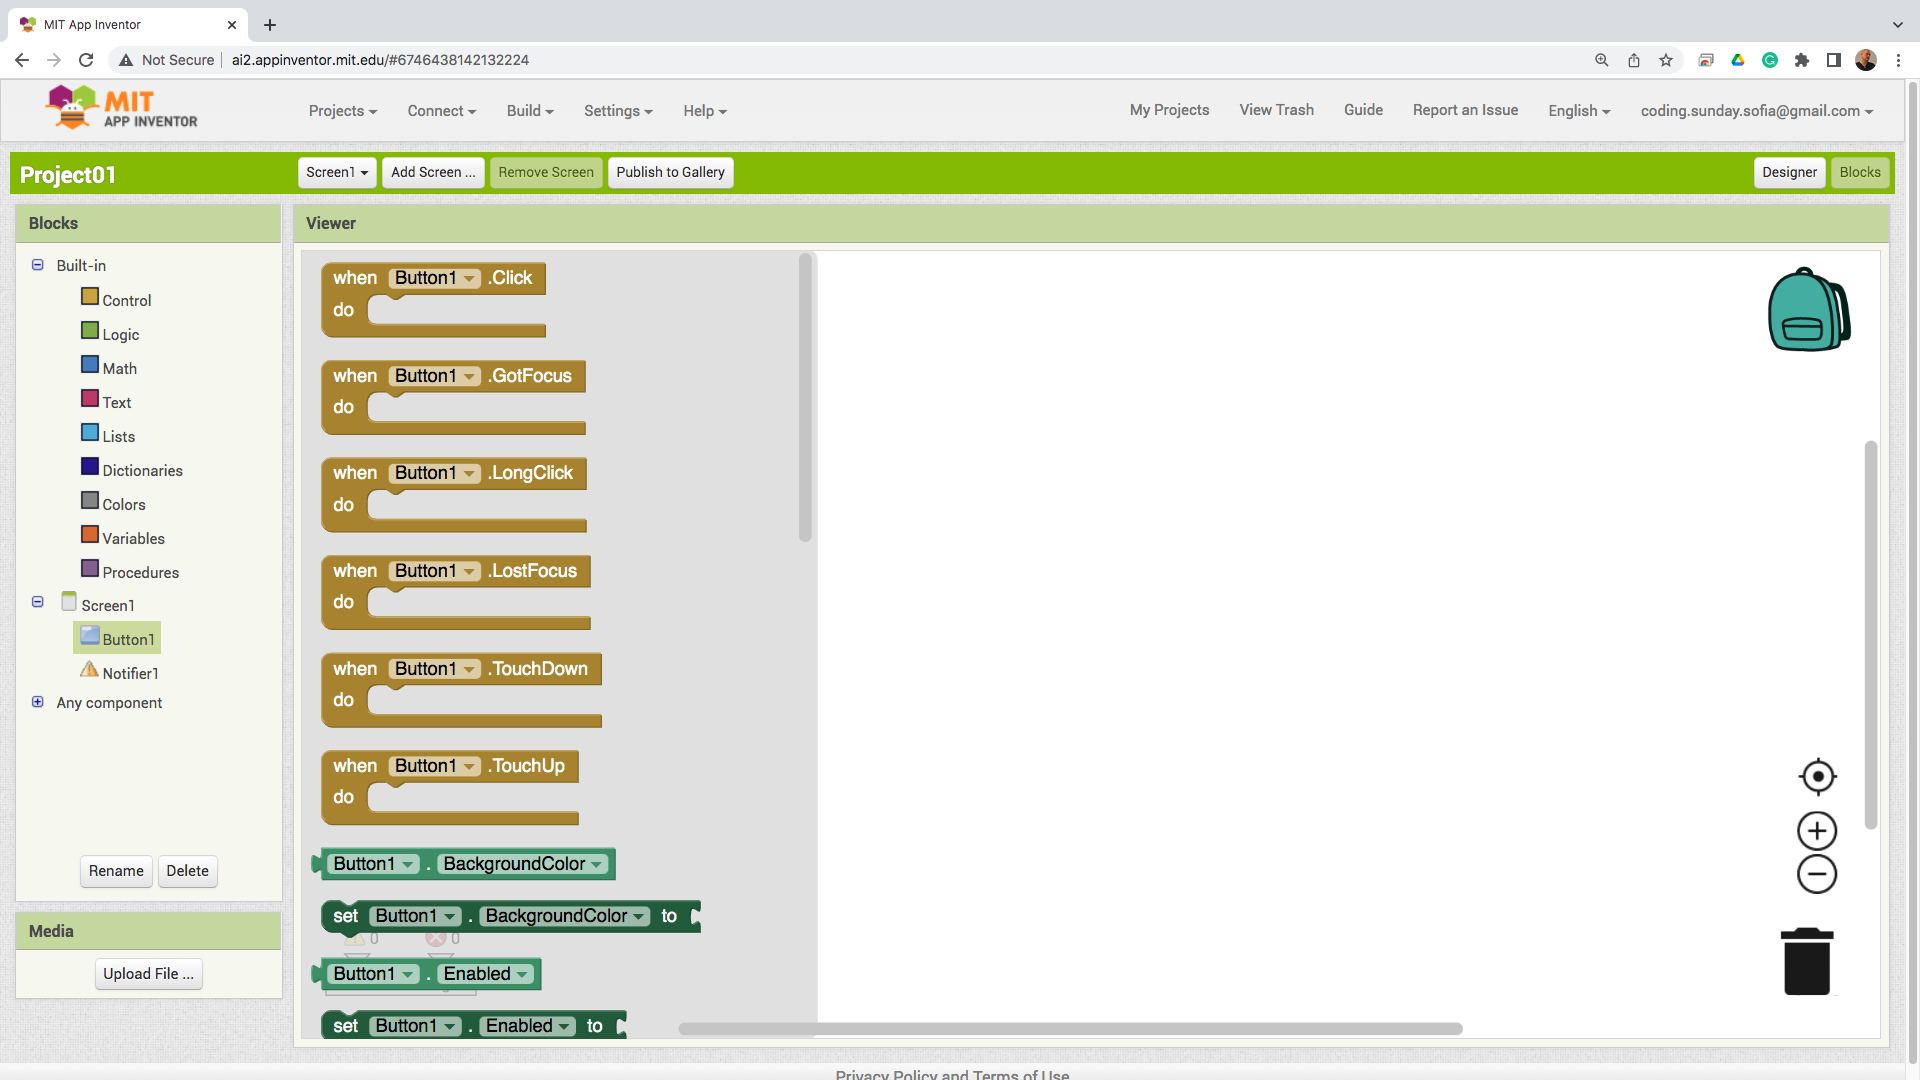 MIT App Inventor
Not Secure
ai2.appinventor.mit.edu/#6746438142132224
MIT
APP INVENTOR
Projects
Connect
Build
Settings
Help
My Projects
View Trash
Guide
Report an Issue
English
coding.sunday.sofia@gmail.com
Project01
Screen1
Add Screen ...
Remove Screen
Publish to Gallery
Designer
Blocks
Blocks
Built-in
Control
Logic
Math
Text
Lists
Dictionaries
Colors
Variables
Procedures
Screen1
Button1
Notifier1
Any component
Rename
Delete
Media
Upload File ...
Viewer
when Button1 .Click
do
when Button1 .GotFocus
do
when Button1 .LongClick
do
when Button1 .LostFocus
do
when Button1 .TouchDown
do
when Button1 .TouchUp
do
Button1 . BackgroundColor
set Button1 . BackgroundColor to
0 0
Button1 . Enabled
set Button1 . Enabled to
Privacy Policy and Terms of Use